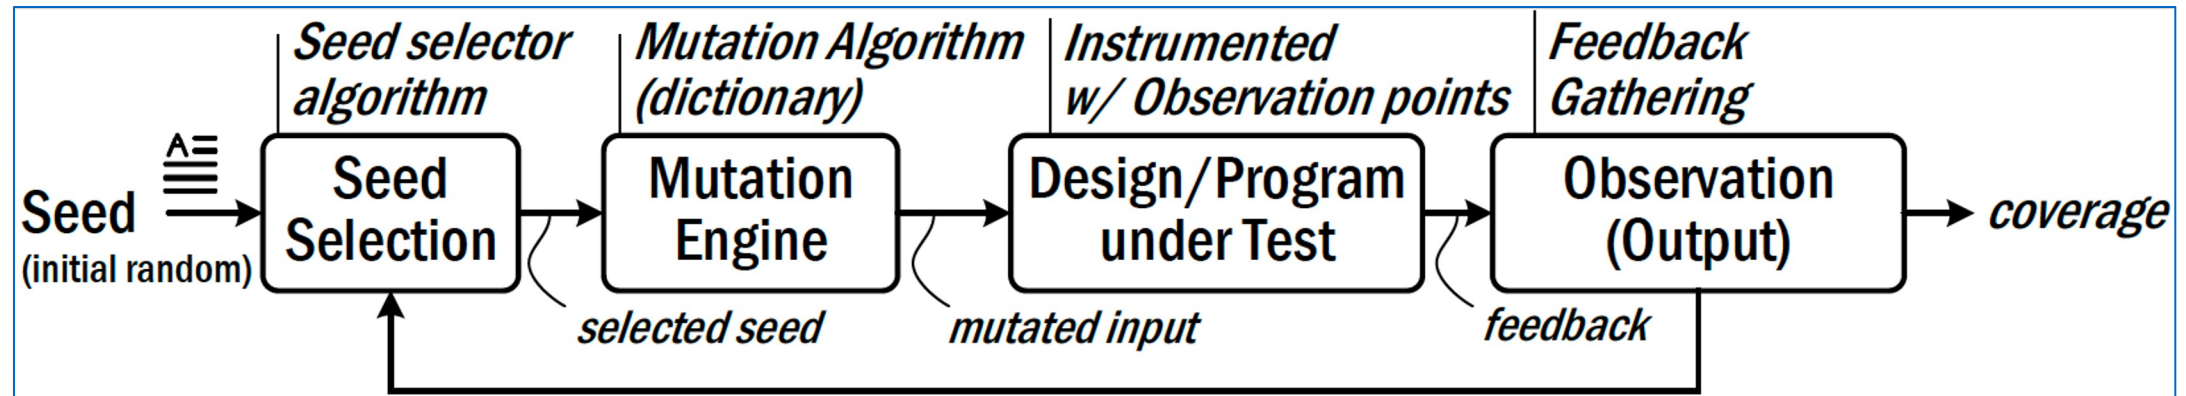 Seed selector
algorithm
Mutation Algorithm
(dictionary)
Instrumented
w/ Observation points
Feedback
Gathering
A
Seed
(initial random)
Seed
Selection
Mutation
Engine
Design/Program
under Test
Observation
(Output)
coverage
selected seed
mutated input
feedback